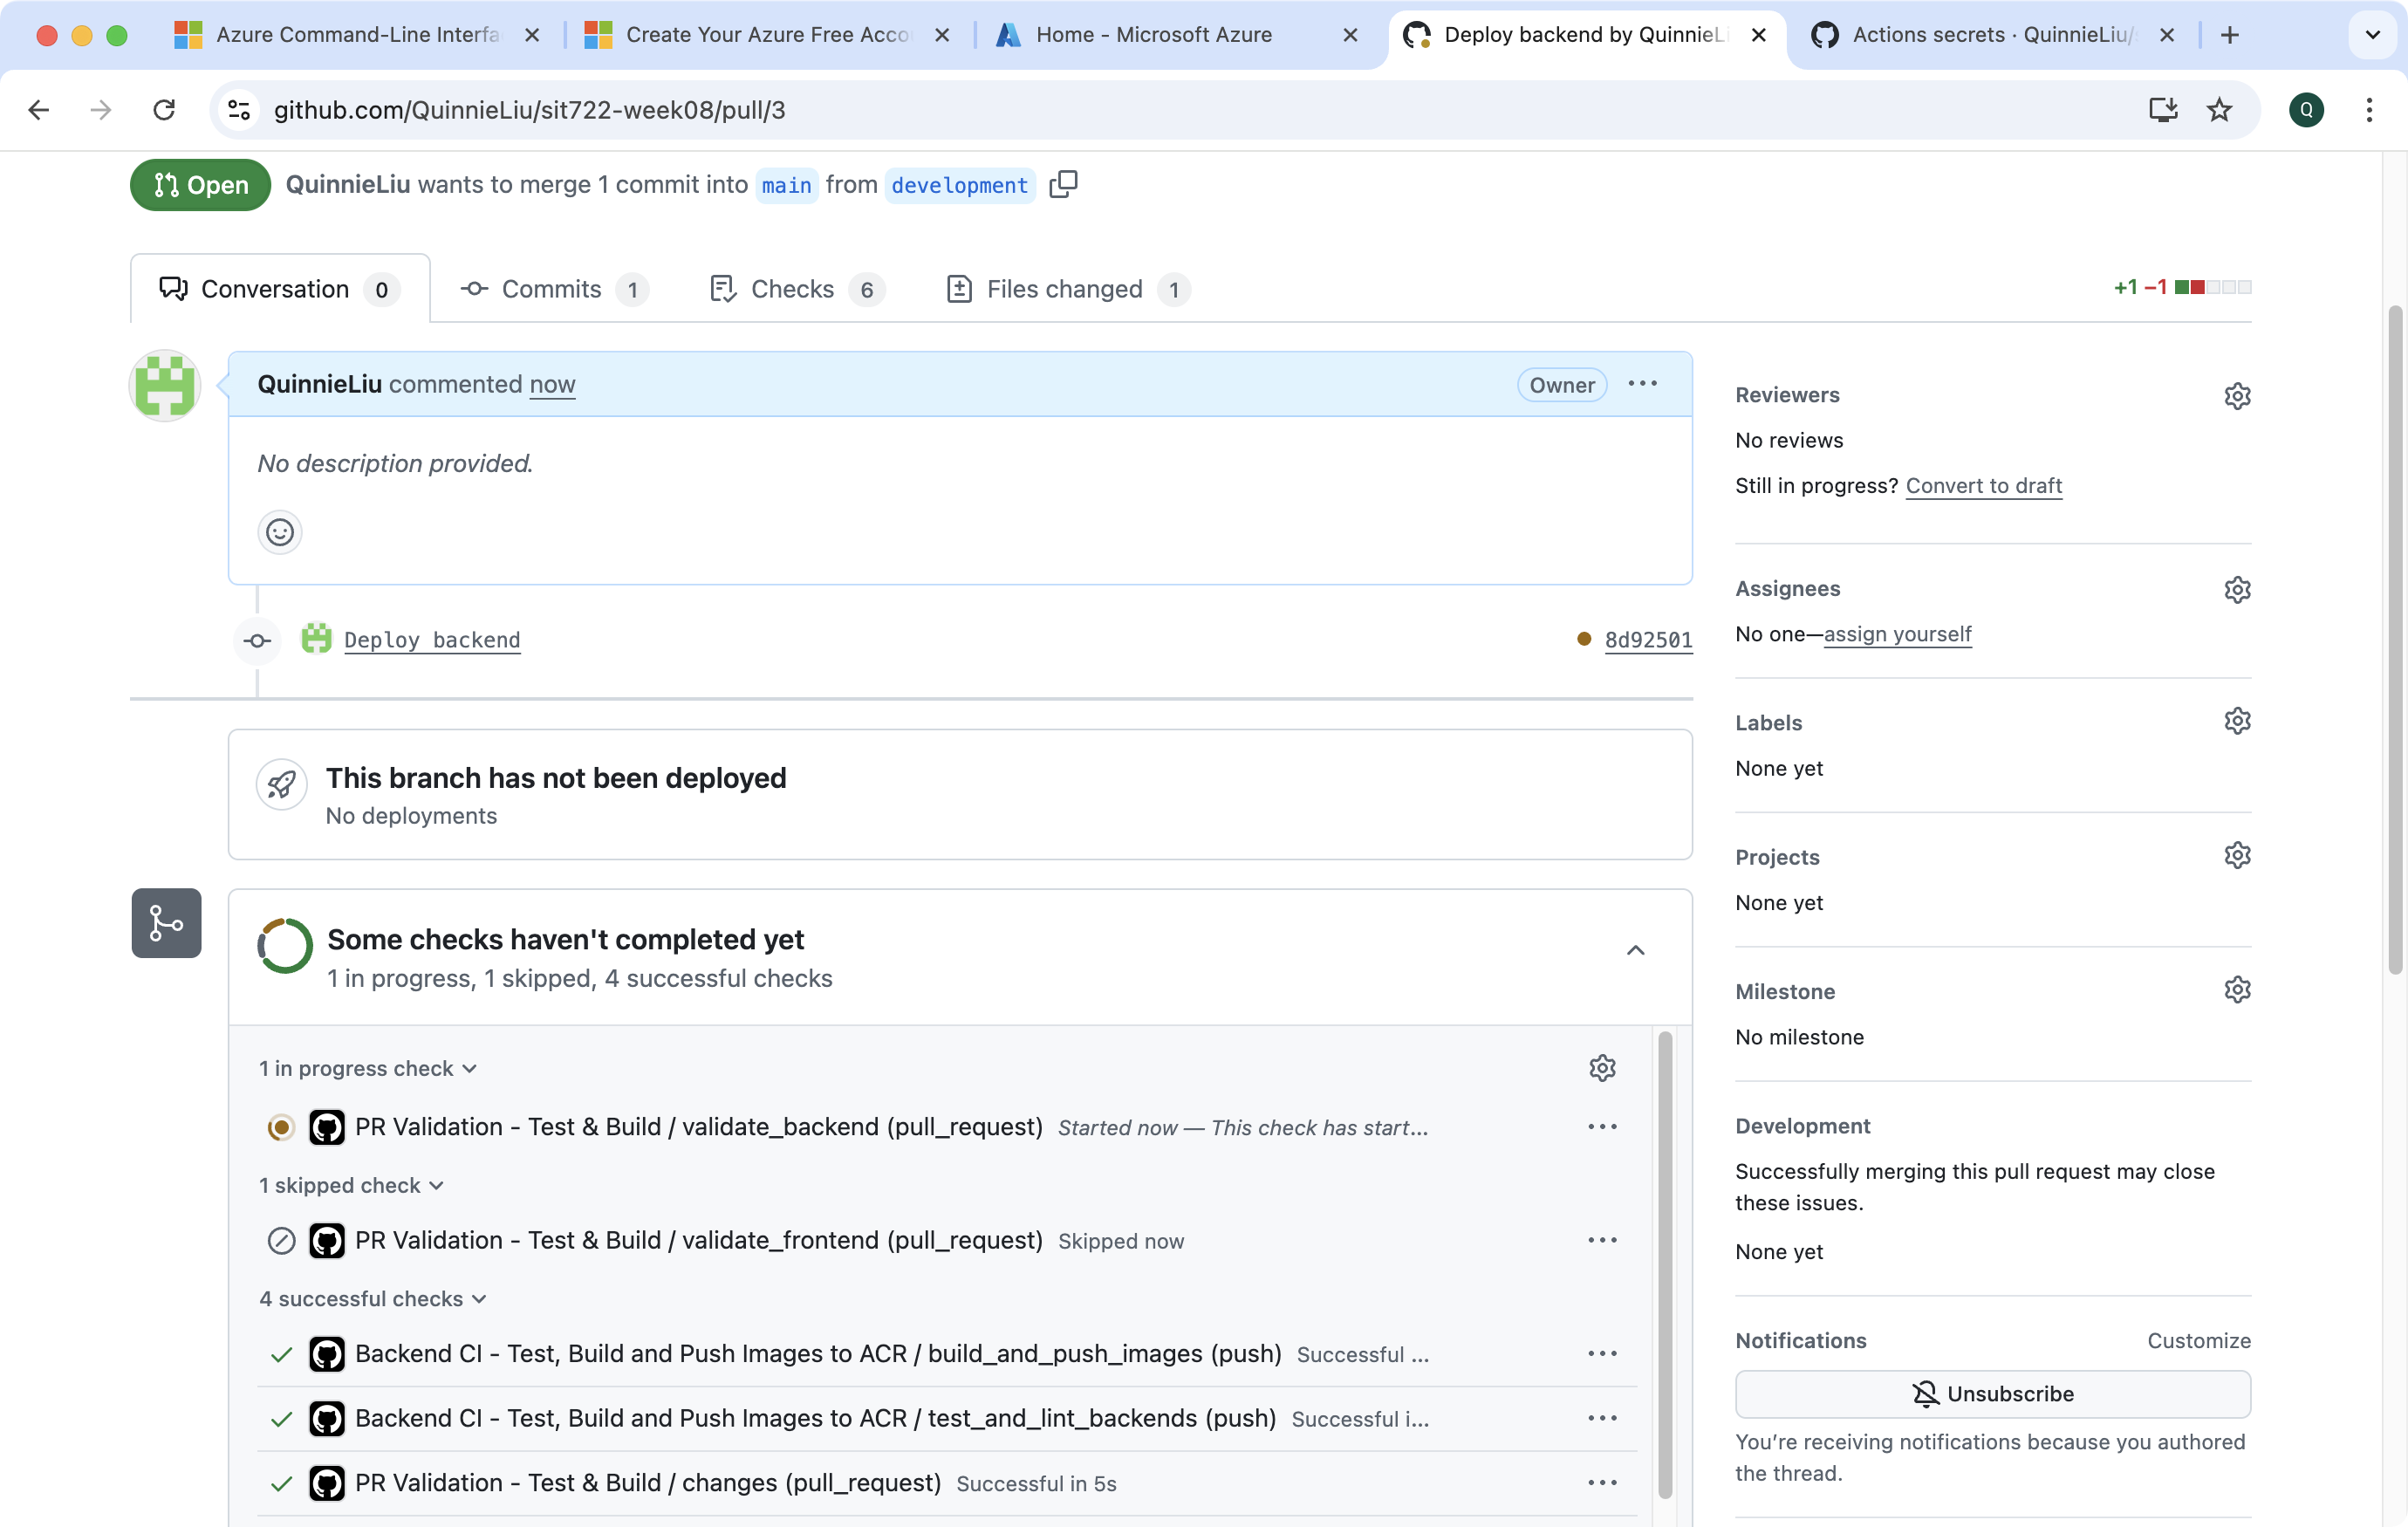 Azure Command-Line Interfa
Create Your Azure Free Acco
Home - Microsoft Azure
Deploy backend by QuinnieLi
Actions secrets · QuinnieLiu/
github.com/QuinnieLiu/sit722-week08/pull/3
Q
Open
QuinnieLiu wants to merge 1 commit into main from development
Conversation 0
Commits 1
Checks 6
Files changed 1
+1 −1
QuinnieLiu commented now
Owner
No description provided.
Deploy backend
8d92501
This branch has not been deployed
No deployments
Some checks haven't completed yet
1 in progress, 1 skipped, 4 successful checks
1 in progress check
PR Validation - Test & Build / validate_backend (pull_request) Started now — This check has start...
1 skipped check
PR Validation - Test & Build / validate_frontend (pull_request) Skipped now
4 successful checks
Backend CI - Test, Build and Push Images to ACR / build_and_push_images (push) Successful ...
Backend CI - Test, Build and Push Images to ACR / test_and_lint_backends (push) Successful i...
PR Validation - Test & Build / changes (pull_request) Successful in 5s
Reviewers
No reviews
Still in progress? Convert to draft
Assignees
No one—assign yourself
Labels
None yet
Projects
None yet
Milestone
No milestone
Development
Successfully merging this pull request may close
these issues.
None yet
Notifications
Customize
Unsubscribe
You're receiving notifications because you authored
the thread.